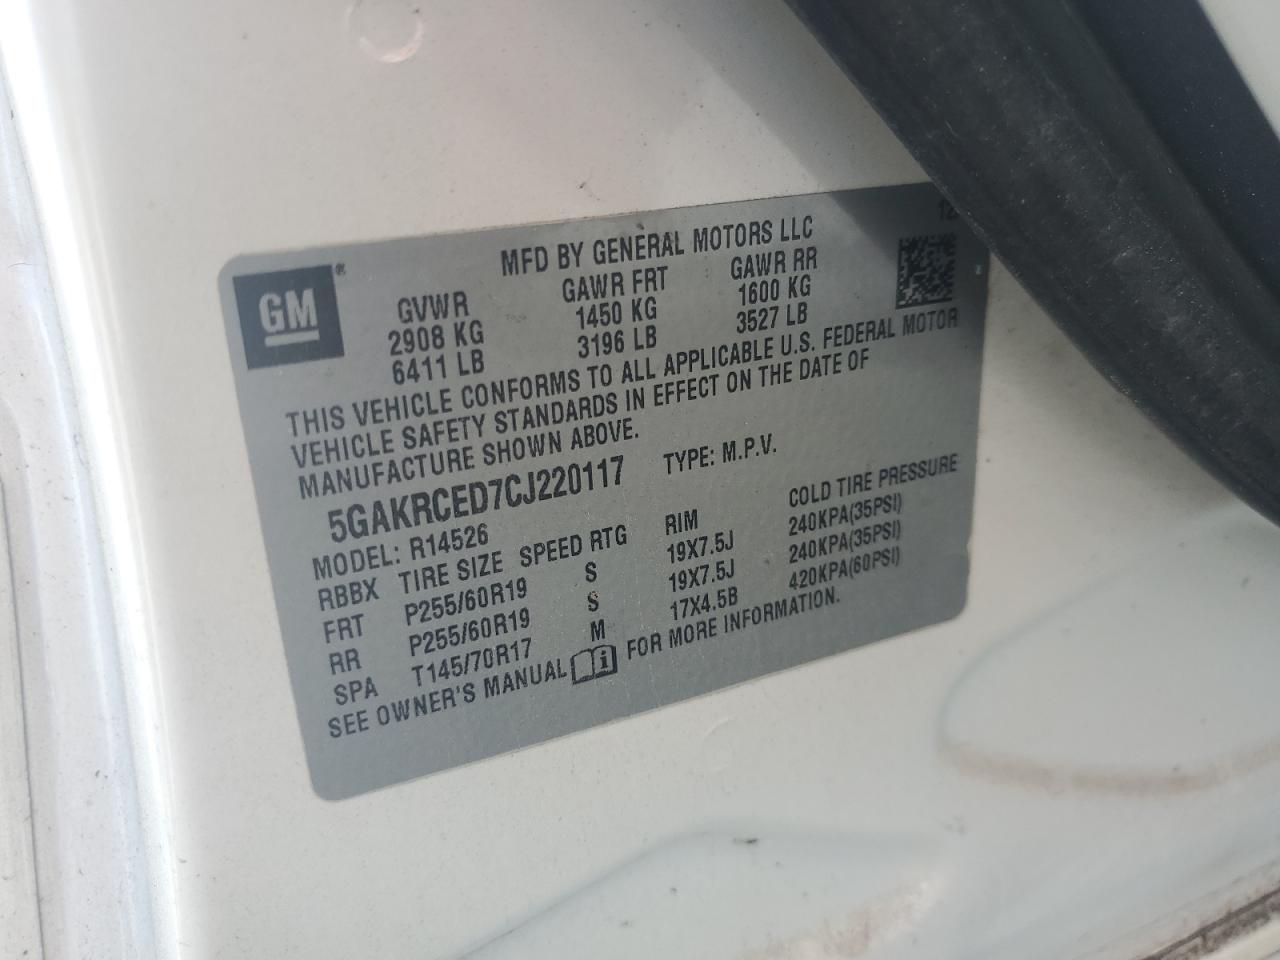 MFD BY GENERAL MOTORS LLC
GM®
GVWR GAWR FRT GAWR RR
2908 KG 1450 KG 1600 KG
6411 LB 3196 LB 3527 LB
THIS VEHICLE CONFORMS TO ALL APPLICABLE U.S. FEDERAL MOTOR
VEHICLE SAFETY STANDARDS IN EFFECT ON THE DATE OF
MANUFACTURE SHOWN ABOVE.
5GAKRCED7CJ220117 TYPE: M.P.V.
MODEL: R14526
RBBX TIRE SIZE SPEED RTG RIM COLD TIRE PRESSURE
FRT P255/60R19 S 19X7.5J 240KPA(35PSI)
RR P255/60R19 S 19X7.5J 240KPA(35PSI)
SPA T145/70R17 M 17X4.5B 420KPA(60PSI)
SEE OWNER'S MANUAL FOR MORE INFORMATION.